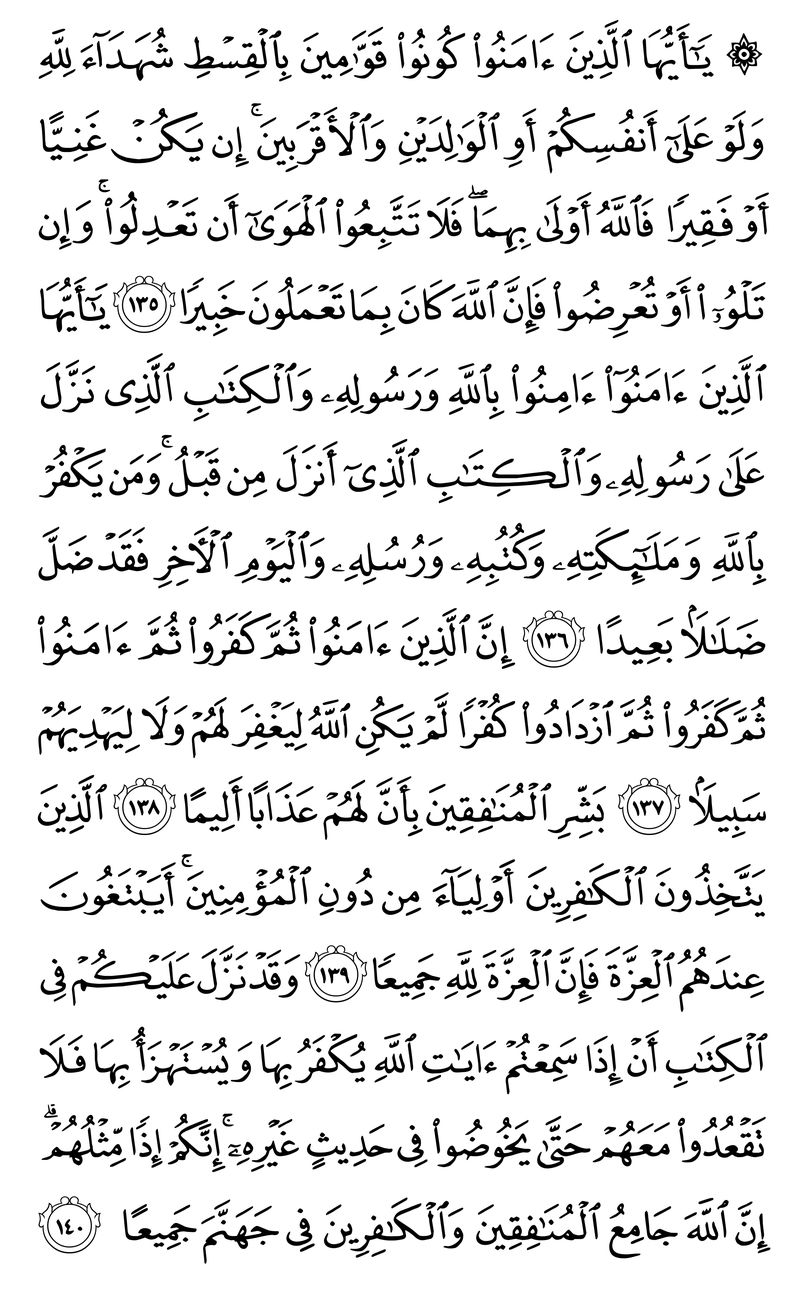 ۞ يَـٰٓأَيُّهَا ٱلَّذِينَ ءَامَنُوا۟ كُونُوا۟ قَوَّٰمِينَ بِٱلْقِسْطِ شُهَدَآءَ لِلَّهِ
وَلَوْ عَلَىٰٓ أَنفُسِكُمْ أَوِ ٱلْوَٰلِدَيْنِ وَٱلْأَقْرَبِينَ ۚ إِن يَكُنْ غَنِيًّا
أَوْ فَقِيرًا فَٱللَّهُ أَوْلَىٰ بِهِمَا ۖ فَلَا تَتَّبِعُوا۟ ٱلْهَوَىٰٓ أَن تَعْدِلُوا۟ ۚ وَإِن
تَلْوُۥٓا۟ أَوْ تُعْرِضُوا۟ فَإِنَّ ٱللَّهَ كَانَ بِمَا تَعْمَلُونَ خَبِيرًا ١٣٥ يَـٰٓأَيُّهَا
ٱلَّذِينَ ءَامَنُوٓا۟ ءَامِنُوا۟ بِٱللَّهِ وَرَسُولِهِۦ وَٱلْكِتَـٰبِ ٱلَّذِى نَزَّلَ
عَلَىٰ رَسُولِهِۦ وَٱلْكِتَـٰبِ ٱلَّذِىٓ أَنزَلَ مِن قَبْلُ ۚ وَمَن يَكْفُرْ
بِٱللَّهِ وَمَلَـٰٓئِكَتِهِۦ وَكُتُبِهِۦ وَرُسُلِهِۦ وَٱلْيَوْمِ ٱلْـَٔاخِرِ فَقَدْ ضَلَّ
ضَلَـٰلًۢا بَعِيدًا ١٣٦ إِنَّ ٱلَّذِينَ ءَامَنُوا۟ ثُمَّ كَفَرُوا۟ ثُمَّ ءَامَنُوا۟
ثُمَّ كَفَرُوا۟ ثُمَّ ٱزْدَادُوا۟ كُفْرًا لَّمْ يَكُنِ ٱللَّهُ لِيَغْفِرَ لَهُمْ وَلَا لِيَهْدِيَهُمْ
سَبِيلًۢا ١٣٧ بَشِّرِ ٱلْمُنَـٰفِقِينَ بِأَنَّ لَهُمْ عَذَابًا أَلِيمًا ١٣٨ ٱلَّذِينَ
يَتَّخِذُونَ ٱلْكَـٰفِرِينَ أَوْلِيَآءَ مِن دُونِ ٱلْمُؤْمِنِينَ ۚ أَيَبْتَغُونَ
عِندَهُمُ ٱلْعِزَّةَ فَإِنَّ ٱلْعِزَّةَ لِلَّهِ جَمِيعًا ١٣٩ وَقَدْ نَزَّلَ عَلَيْكُمْ فِى
ٱلْكِتَـٰبِ أَنْ إِذَا سَمِعْتُمْ ءَايَـٰتِ ٱللَّهِ يُكْفَرُ بِهَا وَيُسْتَهْزَأُ بِهَا فَلَا
تَقْعُدُوا۟ مَعَهُمْ حَتَّىٰ يَخُوضُوا۟ فِى حَدِيثٍ غَيْرِهِۦٓ ۚ إِنَّكُمْ إِذًا مِّثْلُهُمْ ۗ
إِنَّ ٱللَّهَ جَامِعُ ٱلْمُنَـٰفِقِينَ وَٱلْكَـٰفِرِينَ فِى جَهَنَّمَ جَمِيعًا ١٤٠